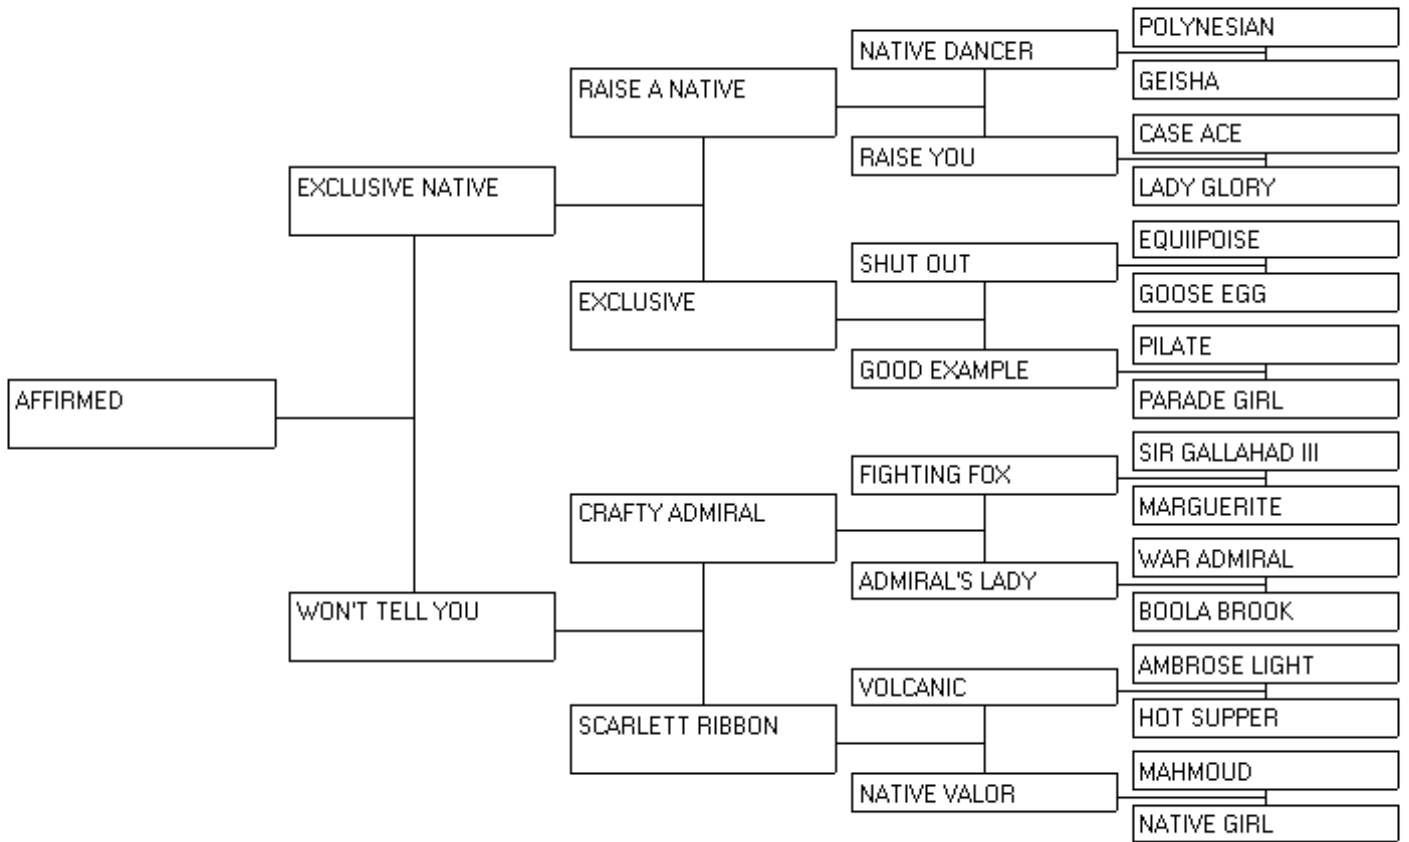 POLYNESIAN
NATIVE DANCER
GEISHA
RAISE A NATIVE
CASE ACE
RAISE YOU
LADY GLORY
EXCLUSIVE NATIVE
EQUIIPOISE
SHUT OUT
GOOSE EGG
EXCLUSIVE
PILATE
GOOD EXAMPLE
PARADE GIRL
AFFIRMED
SIR GALLAHAD III
FIGHTING FOX
MARGUERITE
CRAFTY ADMIRAL
WAR ADMIRAL
ADMIRAL'S LADY
BOOLA BROOK
WON'T TELL YOU
AMBROSE LIGHT
VOLCANIC
HOT SUPPER
SCARLETT RIBBON
MAHMOUD
NATIVE VALOR
NATIVE GIRL